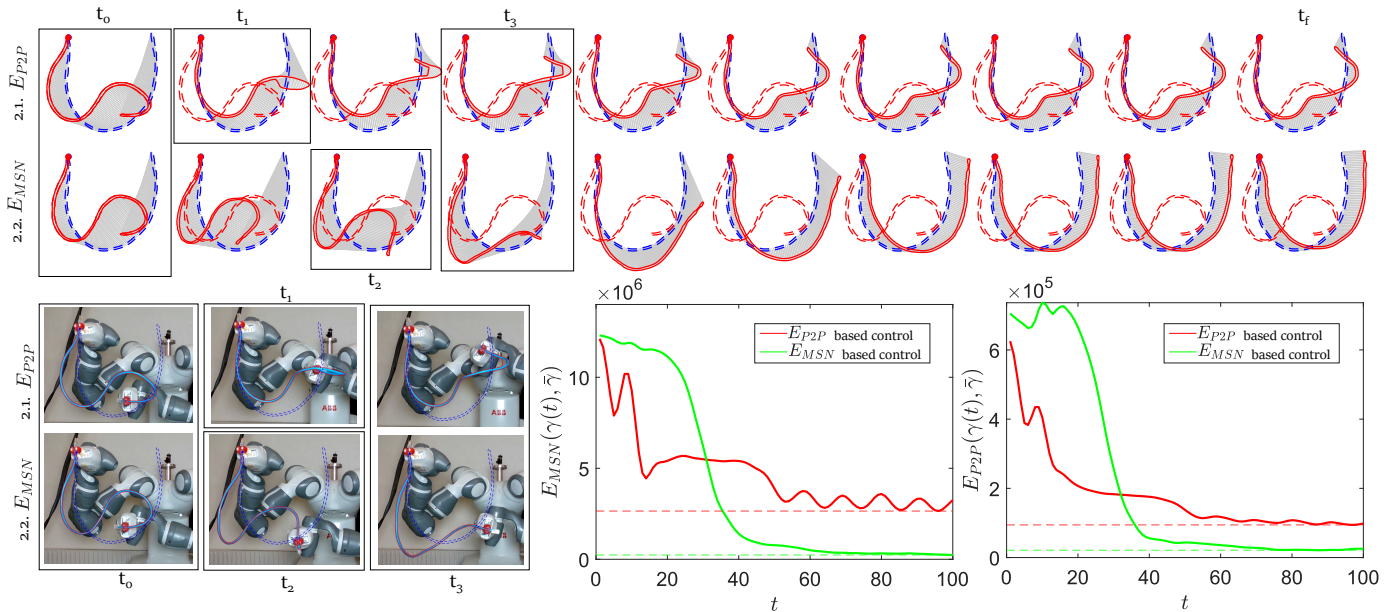 t₀ t₁ t₃ t_f
2.1. E_P2P
2.2. E_MSN
t₂
t₁
2.1. E_P2P
ABB
ABB
2.2. E_MSN
t₀ t₂ t₃
×10⁶
E_P2P based control
E_MSN based control
E_MSN(γ(t), γ̄)
10
5
0
0 20 40 60 80 100
t
×10⁵
E_P2P based control
E_MSN based control
E_P2P(γ(t), γ̄)
6
4
2
0
0 20 40 60 80 100
t